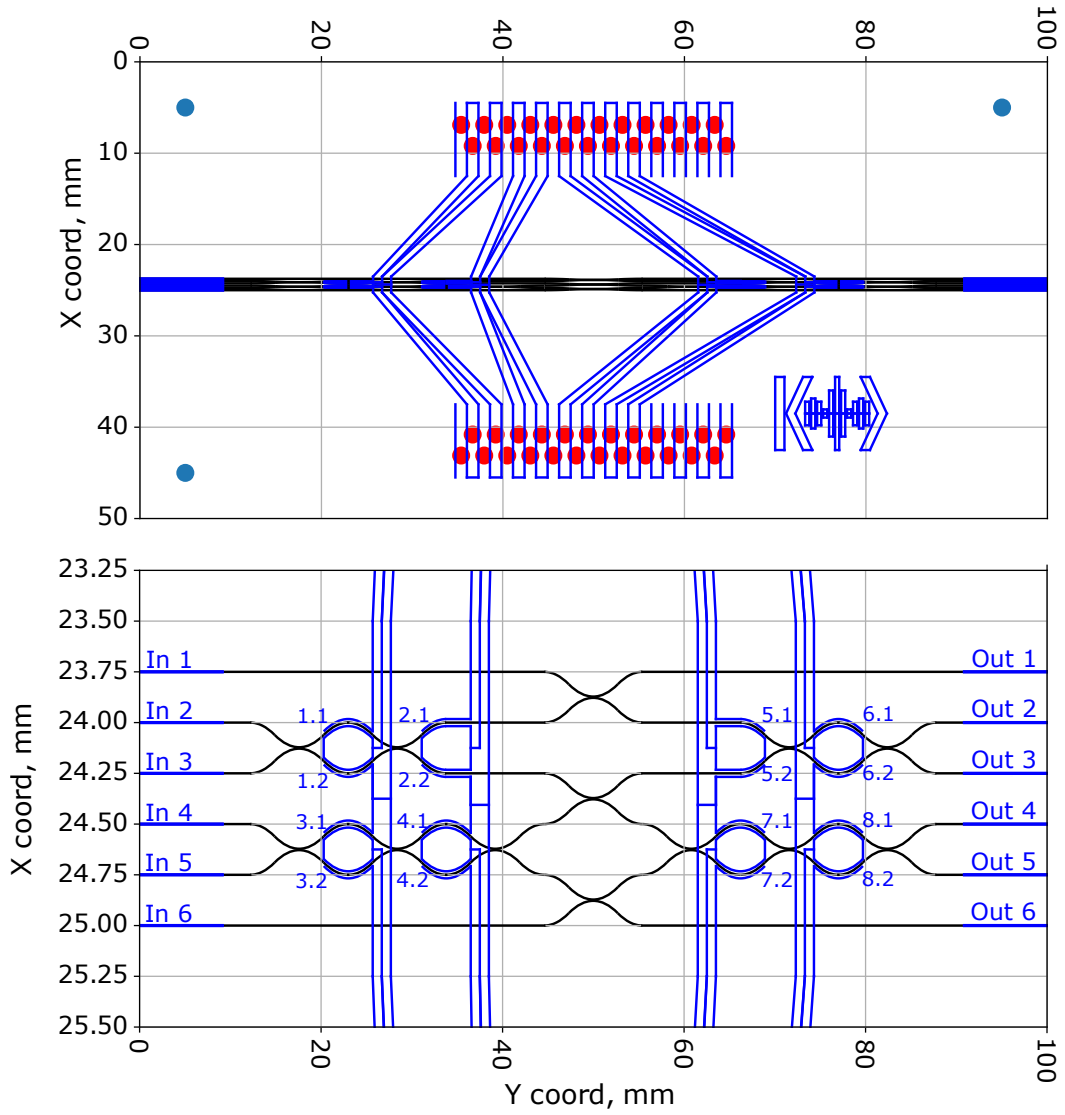 0 20 40 60 80 100
0
10
20
30
40
50
X coord, mm
23.25
23.50
23.75
24.00
24.25
24.50
24.75
25.00
25.25
25.50
X coord, mm
In 1 Out 1
In 2 1.1 2.1 5.1 6.1 Out 2
In 3 1.2 2.2 5.2 6.2 Out 3
In 4 3.1 4.1 7.1 8.1 Out 4
In 5 3.2 4.2 7.2 8.2 Out 5
In 6 Out 6
0 20 40 60 80 100
Y coord, mm